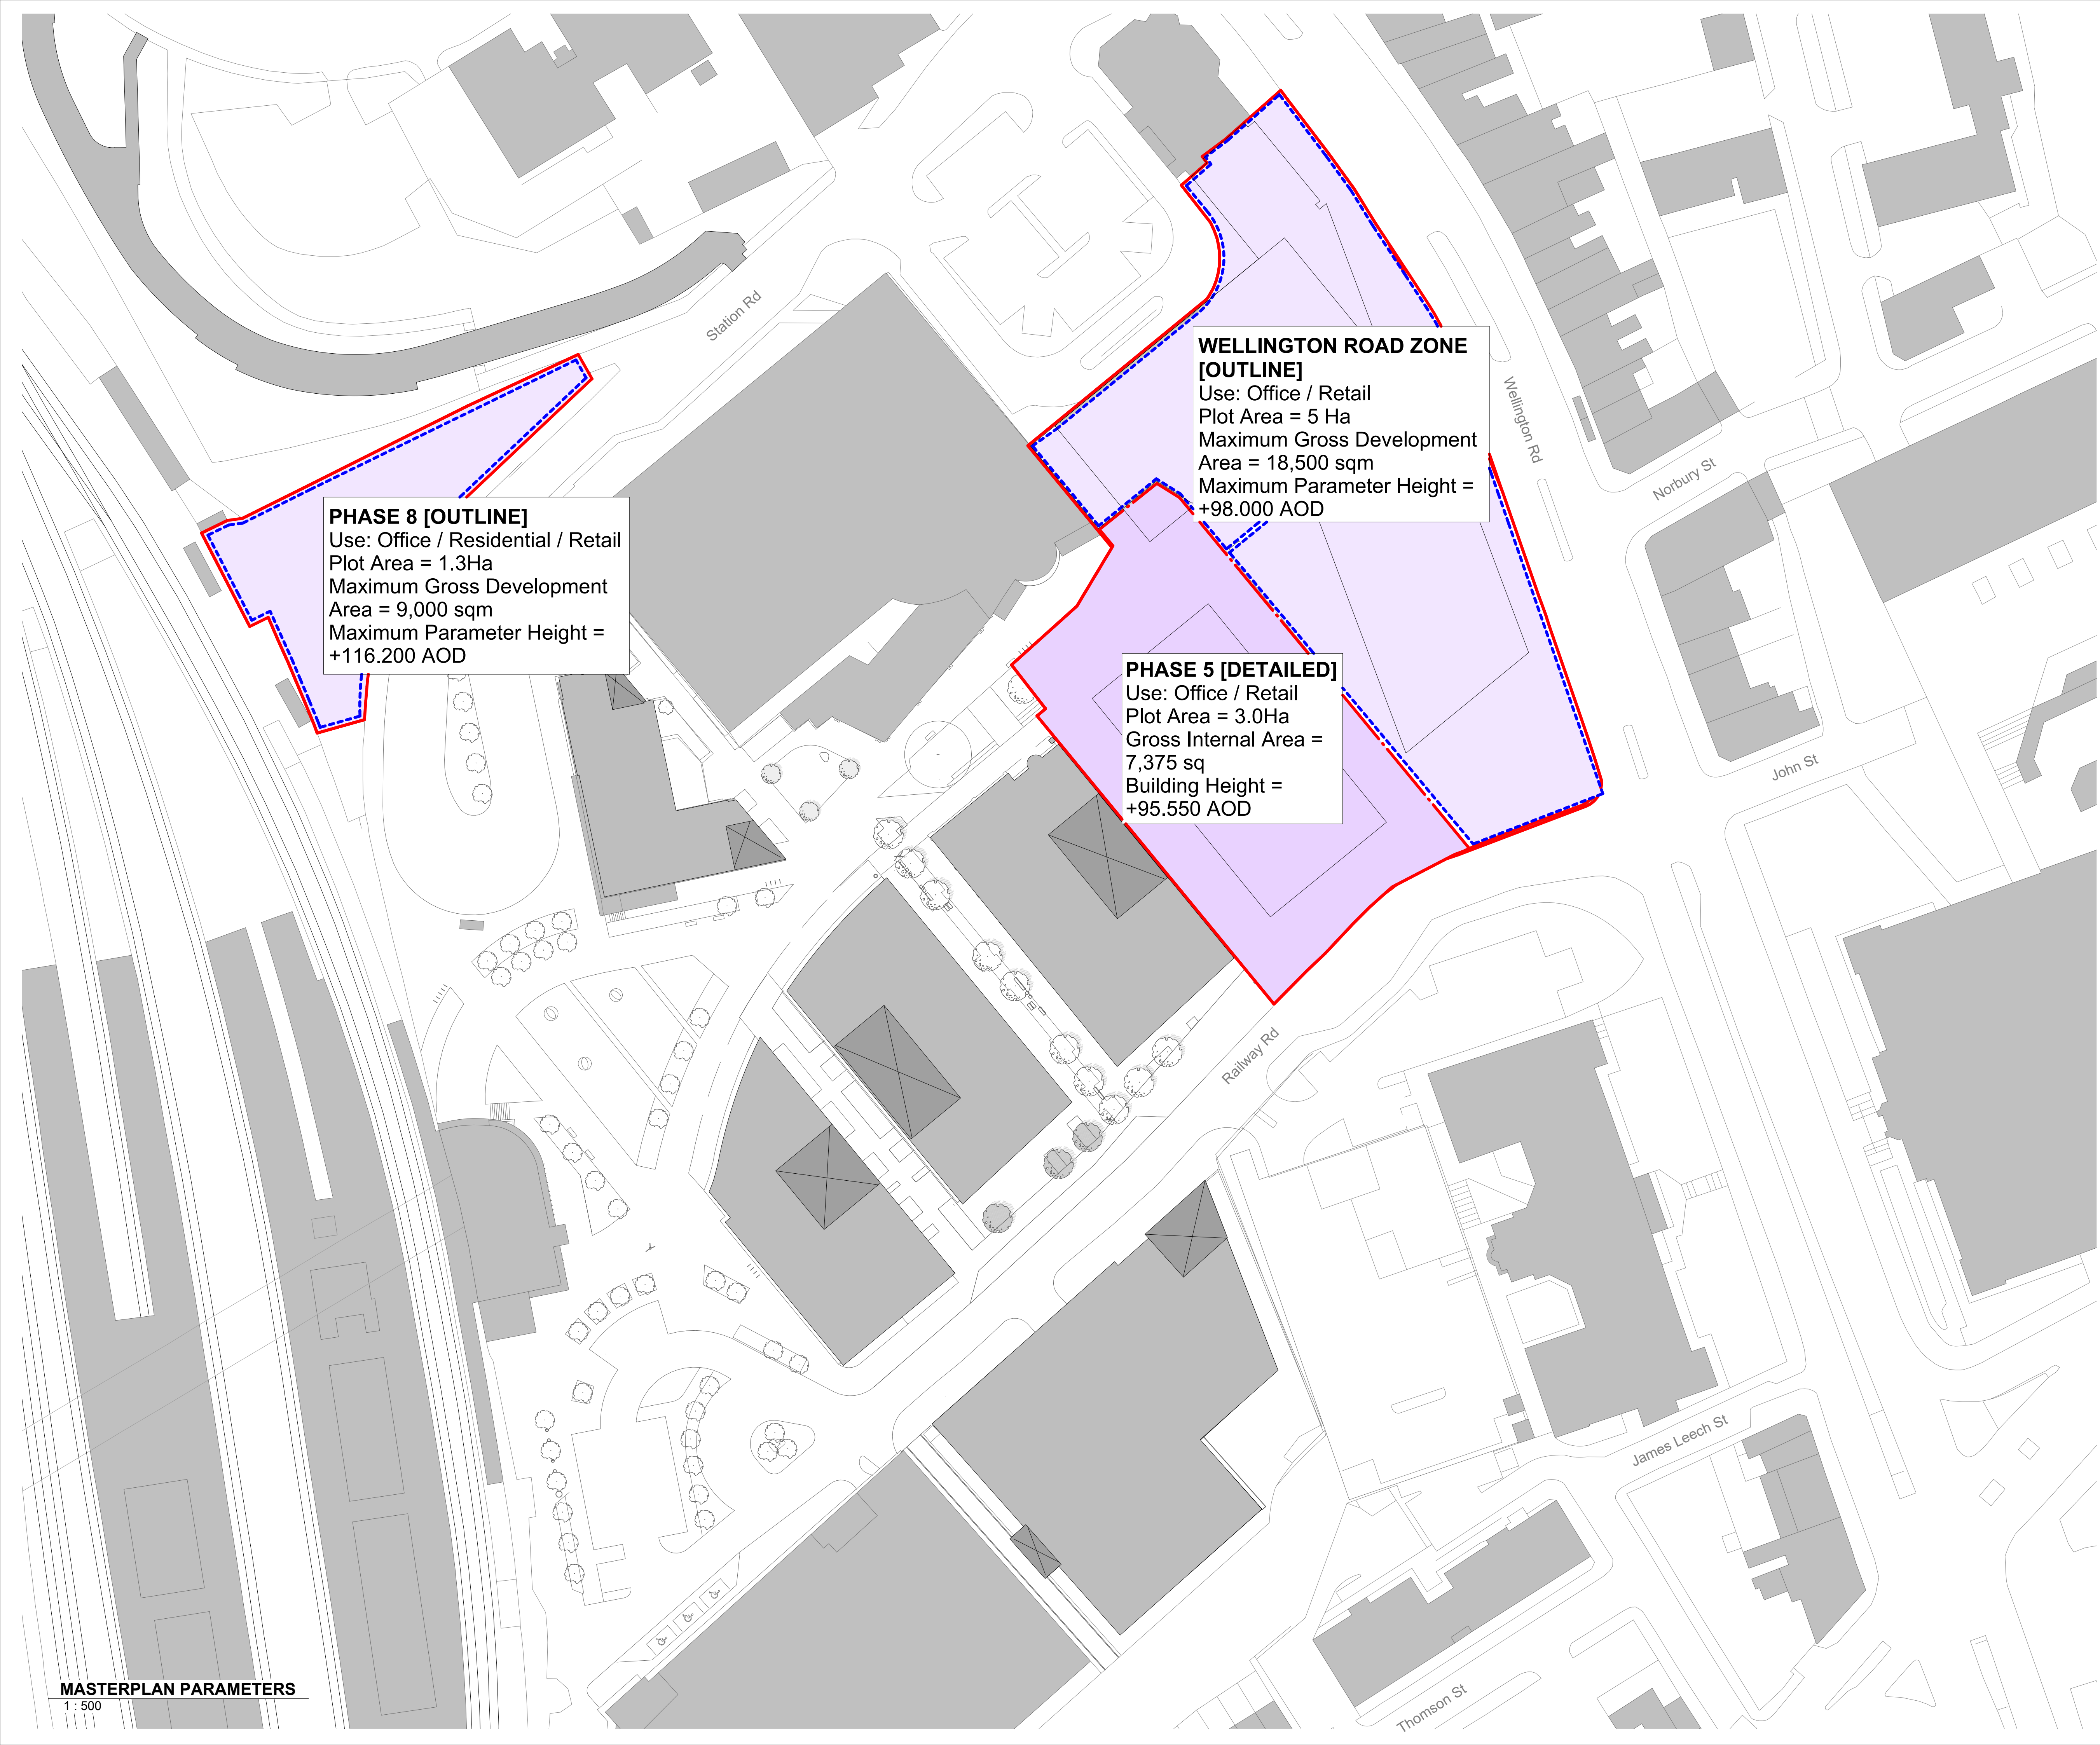 Station Rd
WELLINGTON ROAD ZONE
[OUTLINE]
Use: Office / Retail
Plot Area = 5 Ha
Maximum Gross Development
Area = 18,500 sqm
Maximum Parameter Height =
+98.000 AOD
Wellington Rd
Norbury St
PHASE 8 [OUTLINE]
Use: Office / Residential / Retail
Plot Area = 1.3Ha
Maximum Gross Development
Area = 9,000 sqm
Maximum Parameter Height =
+116.200 AOD
PHASE 5 [DETAILED]
Use: Office / Retail
Plot Area = 3.0Ha
Gross Internal Area =
7,375 sq
Building Height =
+95.550 AOD
John St
Railway Rd
James Leech St
Thomson St
MASTERPLAN PARAMETERS
1 : 500